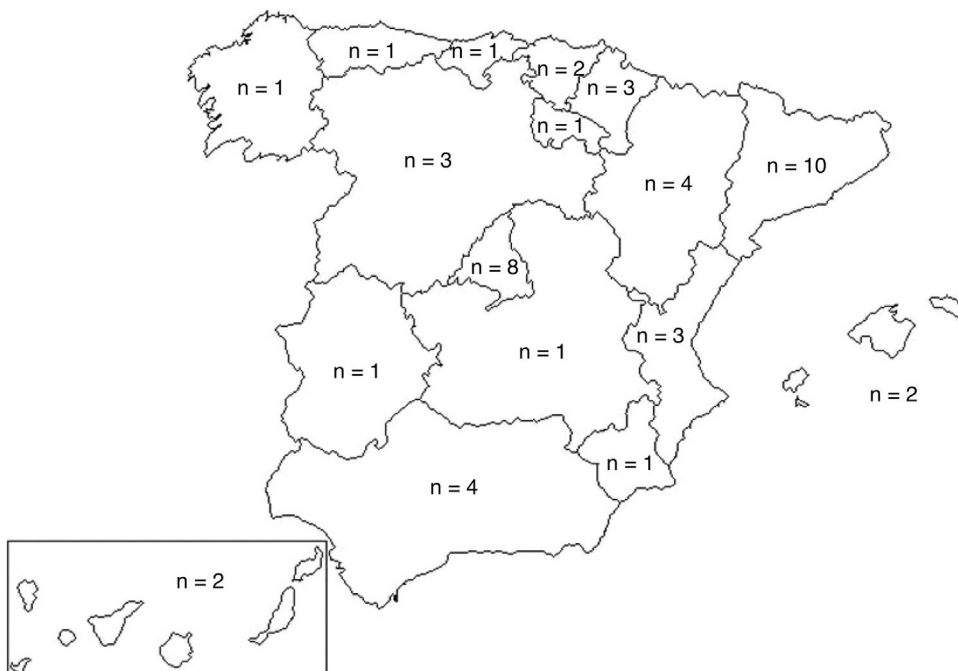 n = 1
n = 1
n = 1
n = 2
n = 3
n = 1
n = 3
n = 4
n = 10
n = 8
n = 3
n = 1
n = 1
n = 2
n = 1
n = 4
n = 2